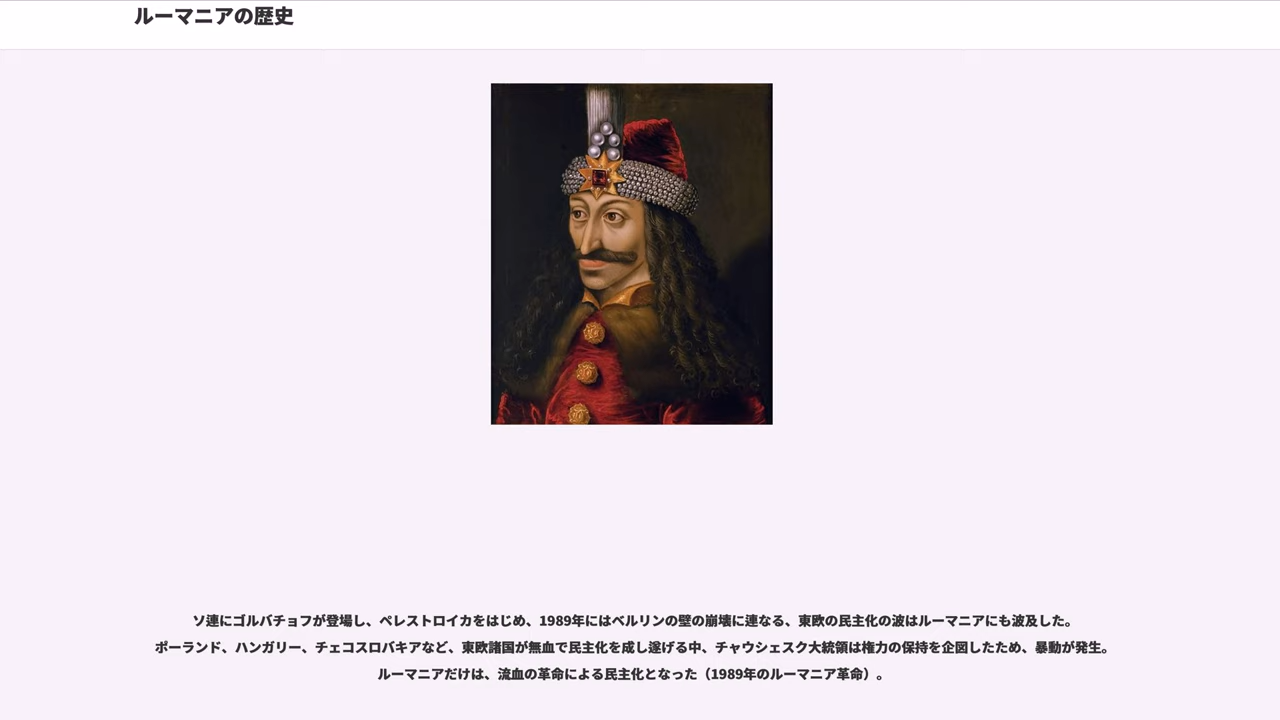 ルーマニアの歴史
ソ連にゴルバチョフが登場し、ペレストロイカをはじめ、1989年にはベルリンの壁の崩壊に連なる、東欧の民主化の波はルーマニアにも波及した。
ポーランド、ハンガリー、チェコスロバキアなど、東欧諸国が無血で民主化を成し遂げる中、チャウシェスク大統領は権力の保持を企図したため、暴動が発生。
ルーマニアだけは、流血の革命による民主化となった（1989年のルーマニア革命）。